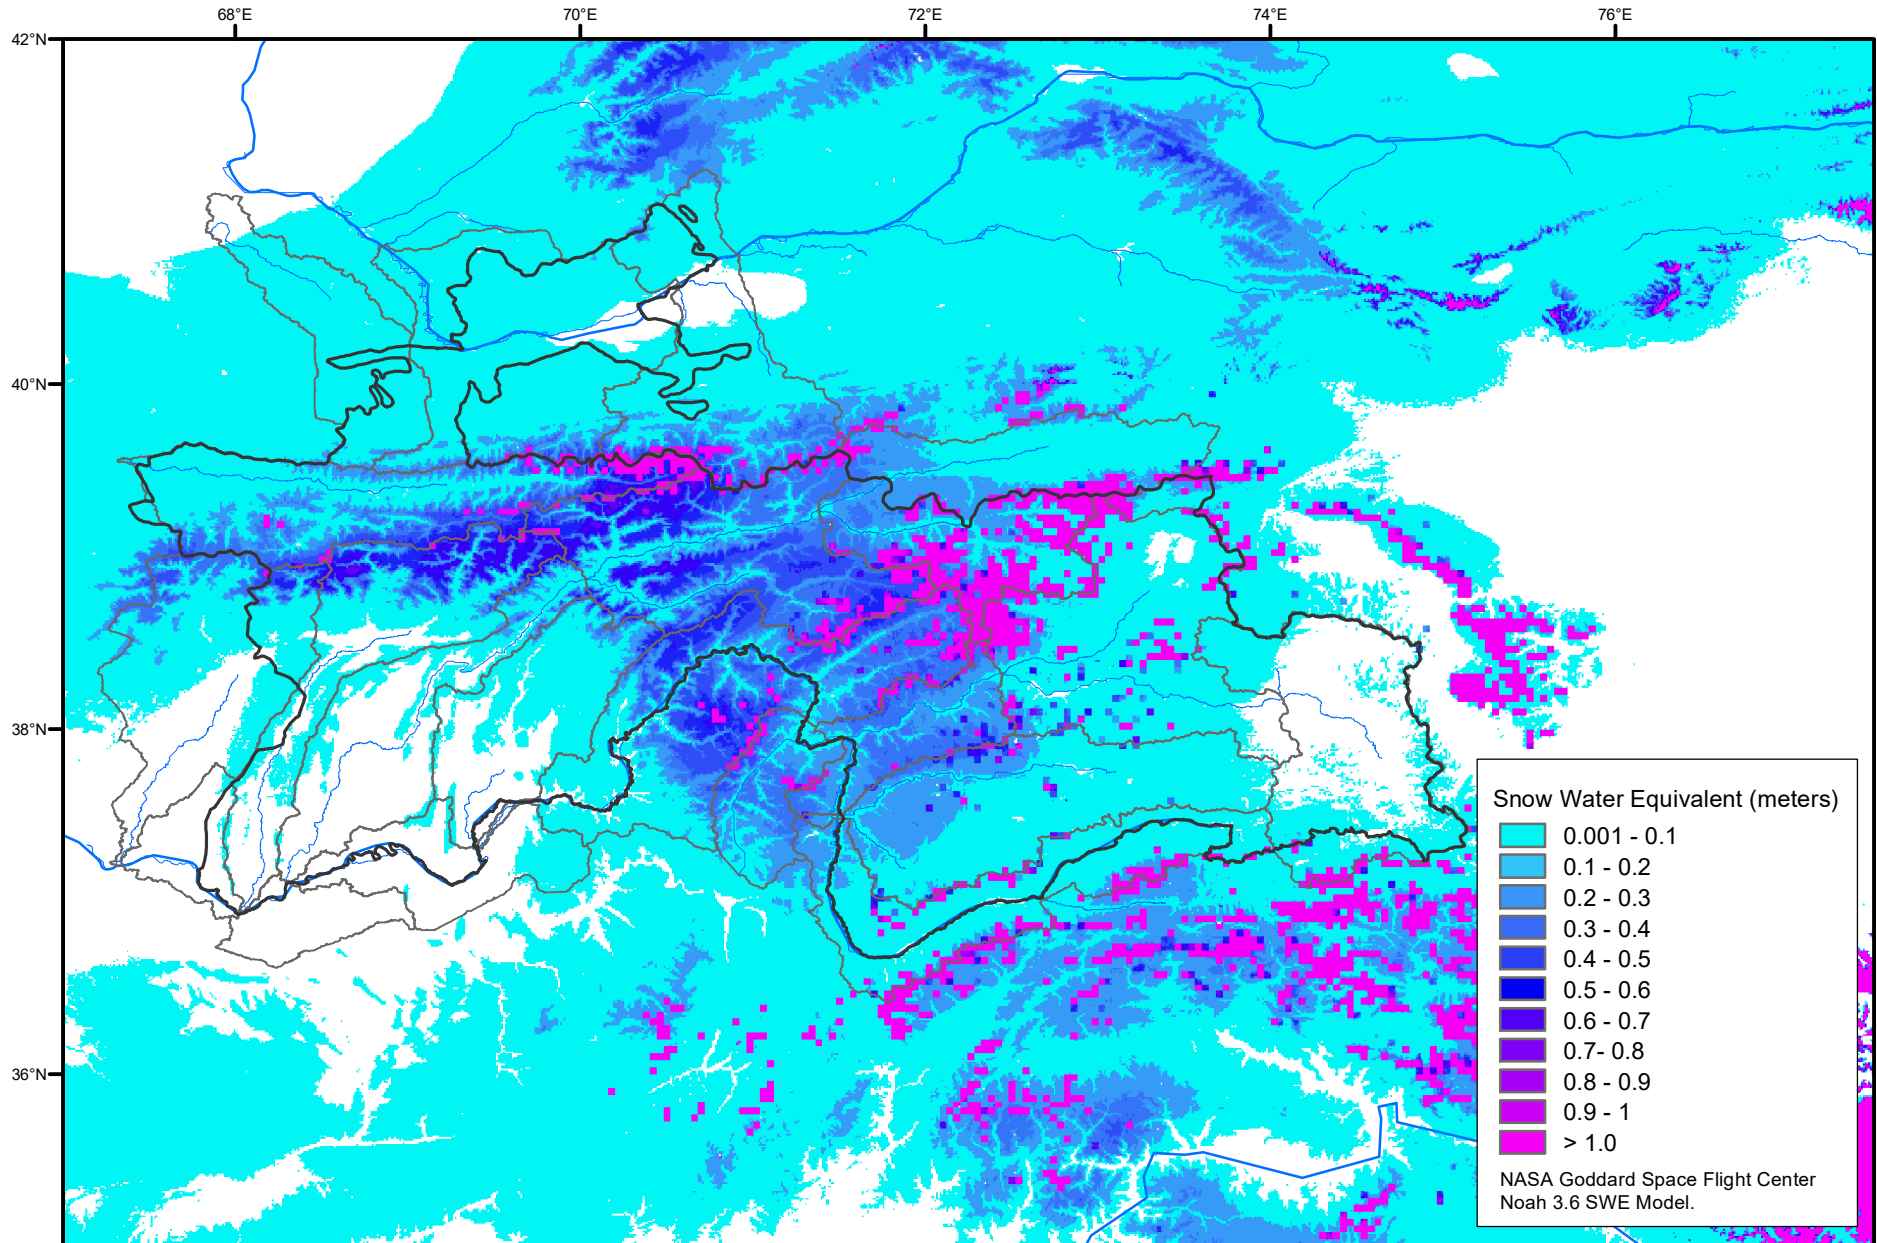 68°E
70°E
72°E
74°E
76°E
42°N
40°N
38°N
36°N
Snow Water Equivalent (meters)
0.001 - 0.1
0.1 - 0.2
0.2 - 0.3
0.3 - 0.4
0.4 - 0.5
0.5 - 0.6
0.6 - 0.7
0.7- 0.8
0.8 - 0.9
0.9 - 1
> 1.0
NASA Goddard Space Flight Center
Noah 3.6 SWE Model.